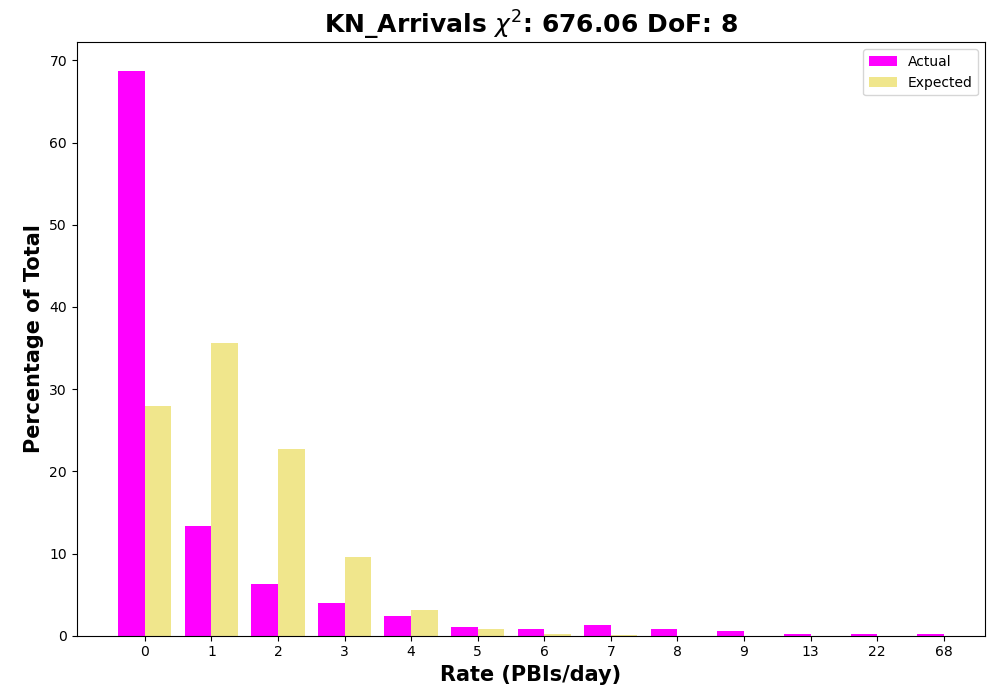 KN_Arrivals χ²: 676.06 DoF: 8
Actual
Expected
Percentage of Total
70
60
50
40
30
20
10
0
0 1 2 3 4 5 6 7 8 9 13 22 68
Rate (PBIs/day)